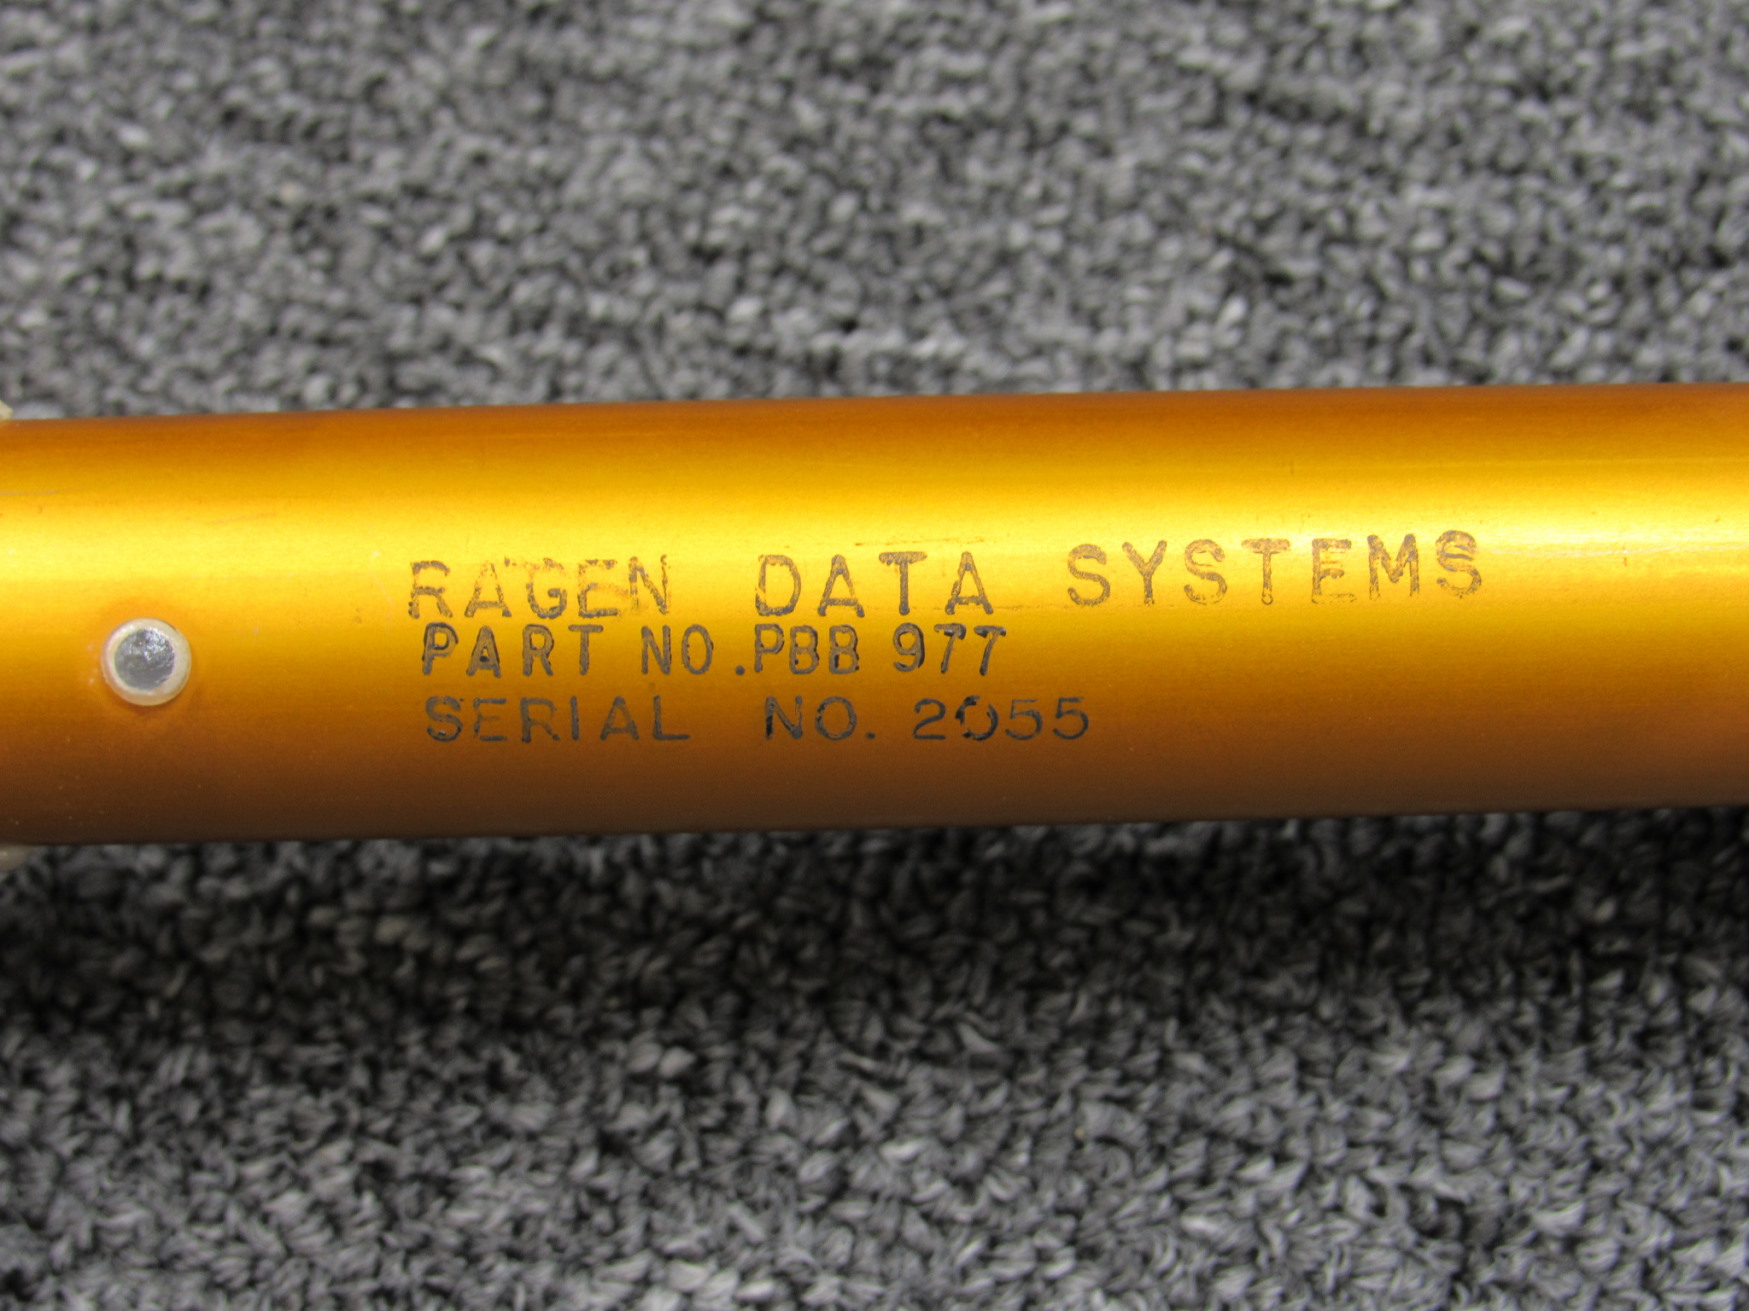 RAGEN DATA SYSTEMS
PART NO.PBB 977
SERIAL NO. 2055